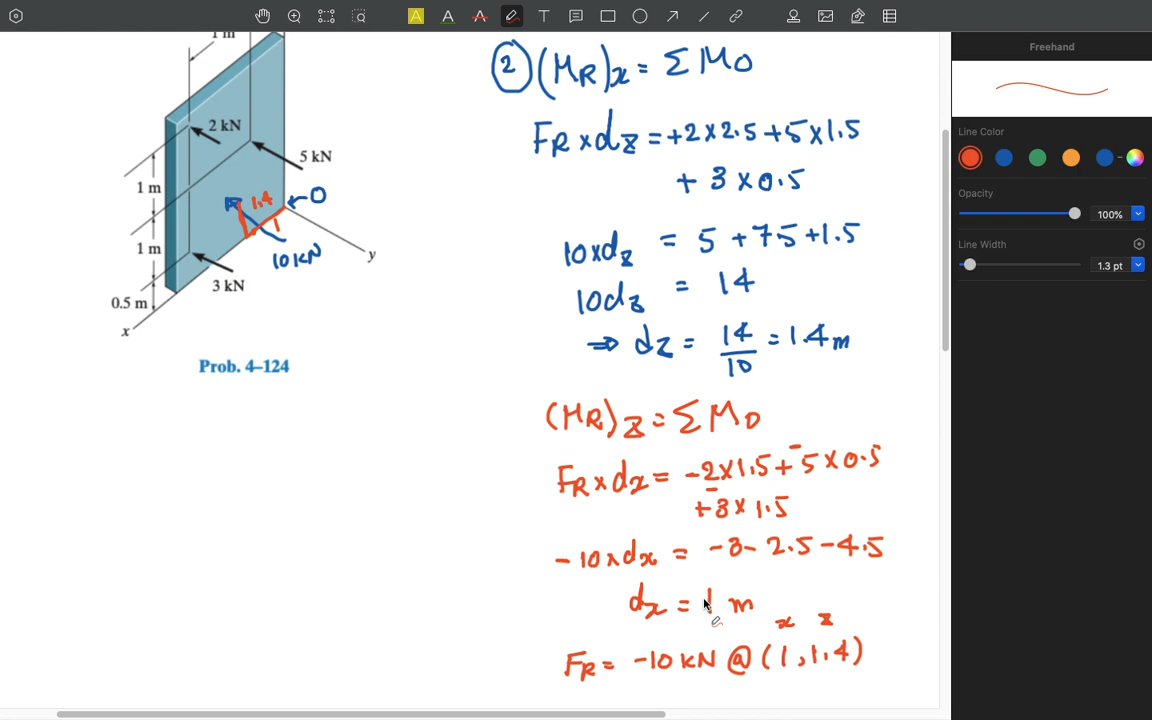 Freehand
Line Color
Opacity
100%
Line Width
1.3 pt
1 m
2 kN
5 kN
1 m
1.4
O
1
1 m
10 kN
y
3 kN
0.5 m
x
Prob. 4–124
② (MR)x = Σ MO
FR × dz = +2×2.5 +5×1.5
+ 3×0.5
10×dz = 5 +7.5+1.5
10dz = 14
⇒ dz = 14/10 = 1.4 m
(MR)z = Σ MO
FR × dx = -2×1.5 + -5×0.5
+ -3× 1.5
-10×dx = -3 - 2.5 - 4.5
dx = 1 m
x z
FR = -10 kN @ (1, 1.4)